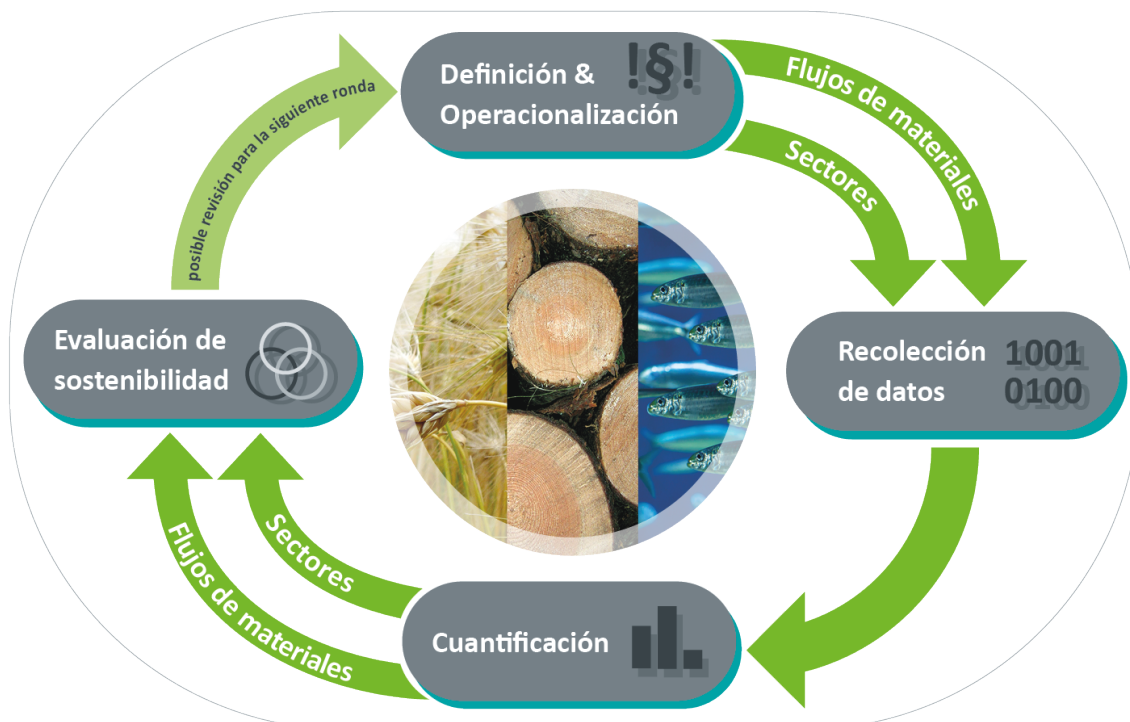 Definición &
Operacionalización
!§!
Flujos de materiales
Sectores
Recolección
de datos
1001
0100
Cuantificación
Sectores
Flujos de materiales
Evaluación de
sostenibilidad
posible revisión para la siguiente ronda